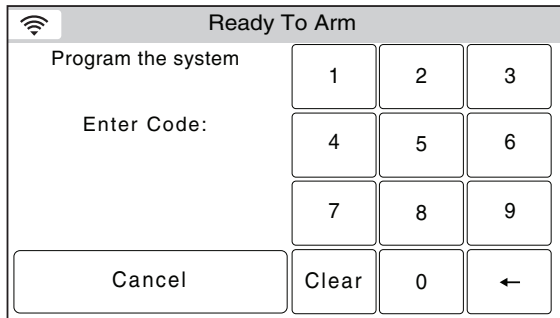 Ready To Arm
Program the system
Enter Code:
1 2 3
4 5 6
7 8 9
Cancel Clear 0 ←